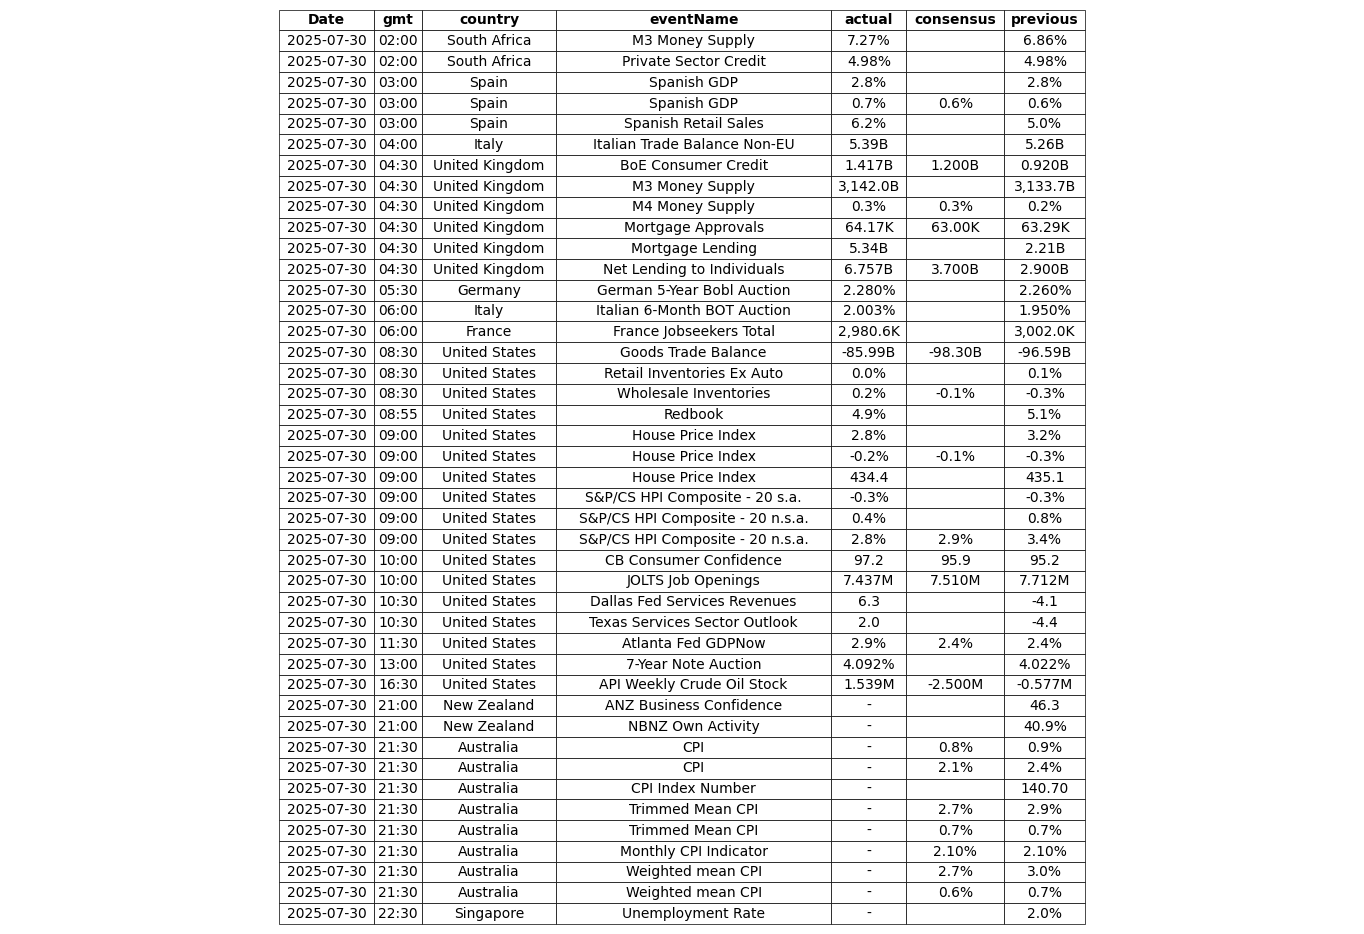 Date gmt country eventName actual consensus previous
2025-07-30 02:00 South Africa M3 Money Supply 7.27% 6.86%
2025-07-30 02:00 South Africa Private Sector Credit 4.98% 4.98%
2025-07-30 03:00 Spain Spanish GDP 2.8% 2.8%
2025-07-30 03:00 Spain Spanish GDP 0.7% 0.6% 0.6%
2025-07-30 03:00 Spain Spanish Retail Sales 6.2% 5.0%
2025-07-30 04:00 Italy Italian Trade Balance Non-EU 5.39B 5.26B
2025-07-30 04:30 United Kingdom BoE Consumer Credit 1.417B 1.200B 0.920B
2025-07-30 04:30 United Kingdom M3 Money Supply 3,142.0B 3,133.7B
2025-07-30 04:30 United Kingdom M4 Money Supply 0.3% 0.3% 0.2%
2025-07-30 04:30 United Kingdom Mortgage Approvals 64.17K 63.00K 63.29K
2025-07-30 04:30 United Kingdom Mortgage Lending 5.34B 2.21B
2025-07-30 04:30 United Kingdom Net Lending to Individuals 6.757B 3.700B 2.900B
2025-07-30 05:30 Germany German 5-Year Bobl Auction 2.280% 2.260%
2025-07-30 06:00 Italy Italian 6-Month BOT Auction 2.003% 1.950%
2025-07-30 06:00 France France Jobseekers Total 2,980.6K 3,002.0K
2025-07-30 08:30 United States Goods Trade Balance -85.99B -98.30B -96.59B
2025-07-30 08:30 United States Retail Inventories Ex Auto 0.0% 0.1%
2025-07-30 08:30 United States Wholesale Inventories 0.2% -0.1% -0.3%
2025-07-30 08:55 United States Redbook 4.9% 5.1%
2025-07-30 09:00 United States House Price Index 2.8% 3.2%
2025-07-30 09:00 United States House Price Index -0.2% -0.1% -0.3%
2025-07-30 09:00 United States House Price Index 434.4 435.1
2025-07-30 09:00 United States S&P/CS HPI Composite - 20 s.a. -0.3% -0.3%
2025-07-30 09:00 United States S&P/CS HPI Composite - 20 n.s.a. 0.4% 0.8%
2025-07-30 09:00 United States S&P/CS HPI Composite - 20 n.s.a. 2.8% 2.9% 3.4%
2025-07-30 10:00 United States CB Consumer Confidence 97.2 95.9 95.2
2025-07-30 10:00 United States JOLTS Job Openings 7.437M 7.510M 7.712M
2025-07-30 10:30 United States Dallas Fed Services Revenues 6.3 -4.1
2025-07-30 10:30 United States Texas Services Sector Outlook 2.0 -4.4
2025-07-30 11:30 United States Atlanta Fed GDPNow 2.9% 2.4% 2.4%
2025-07-30 13:00 United States 7-Year Note Auction 4.092% 4.022%
2025-07-30 16:30 United States API Weekly Crude Oil Stock 1.539M -2.500M -0.577M
2025-07-30 21:00 New Zealand ANZ Business Confidence - 46.3
2025-07-30 21:00 New Zealand NBNZ Own Activity - 40.9%
2025-07-30 21:30 Australia CPI - 0.8% 0.9%
2025-07-30 21:30 Australia CPI - 2.1% 2.4%
2025-07-30 21:30 Australia CPI Index Number - 140.70
2025-07-30 21:30 Australia Trimmed Mean CPI - 2.7% 2.9%
2025-07-30 21:30 Australia Trimmed Mean CPI - 0.7% 0.7%
2025-07-30 21:30 Australia Monthly CPI Indicator - 2.10% 2.10%
2025-07-30 21:30 Australia Weighted mean CPI - 2.7% 3.0%
2025-07-30 21:30 Australia Weighted mean CPI - 0.6% 0.7%
2025-07-30 22:30 Singapore Unemployment Rate - 2.0%